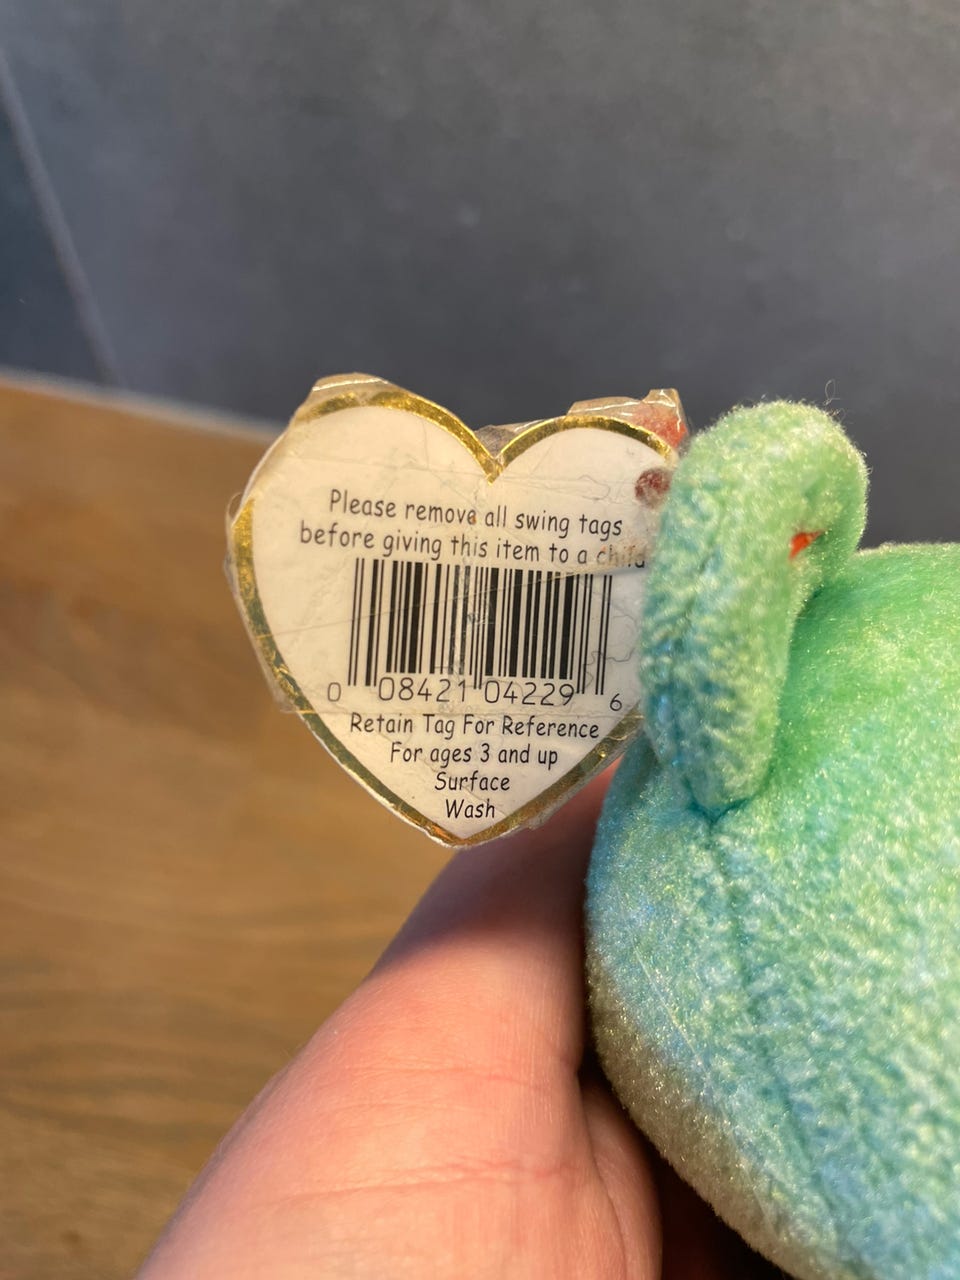 Please remove all swing tags
before giving this item to a child
0 08421 04229 6
Retain Tag For Reference
For ages 3 and up
Surface
Wash